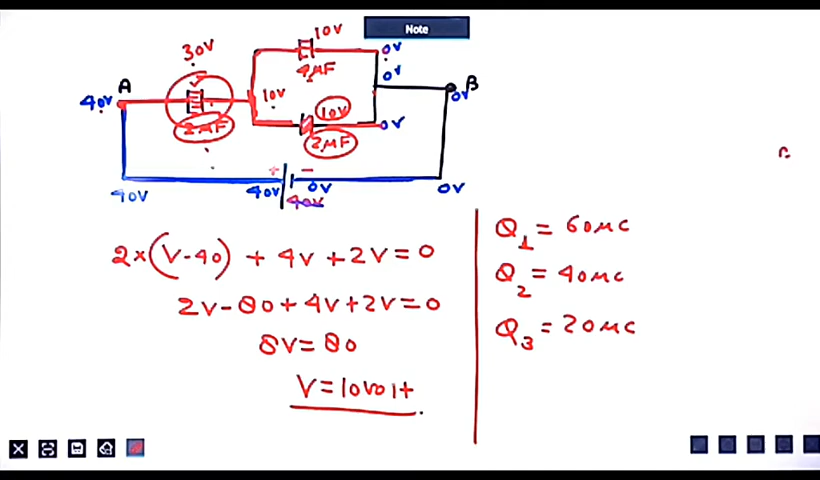 Note
30V
10V
0V
4μF
0V
A
B
40V
10V
10V
0V
2μF
0V
2μF
+
-
40V
40V
0V
0V
40V
2×(V-40) + 4V + 2V = 0
2V-80+4V+2V=0
8V=80
V=10Volt
Q1 = 60μC
Q2 = 40μC
Q3 = 20μC